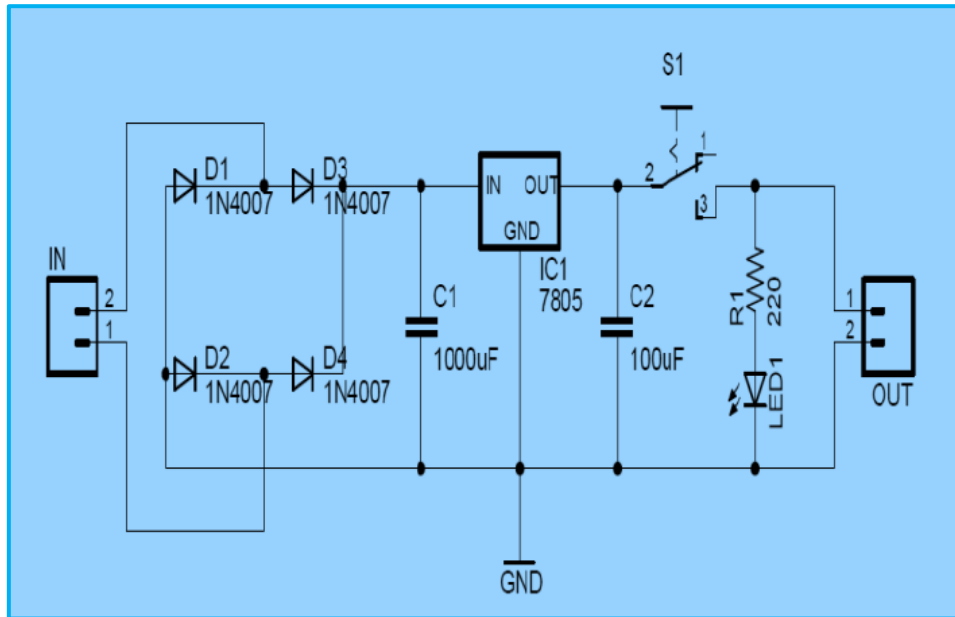 S1
D1
1N4007
D3
1N4007
IN
OUT
GND
IC1
7805
2
1
3
IN
2
1
C1
1000uF
C2
100uF
R1
220
LED1
1
2
OUT
D2
1N4007
D4
1N4007
GND